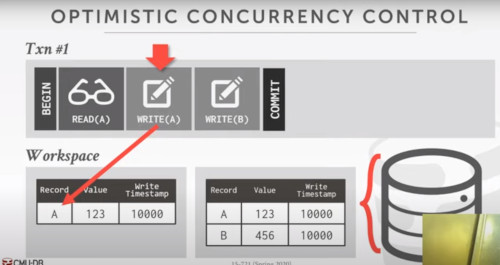 OPTIMISTIC CONCURRENCY CONTROL
Txn #1
BEGIN
READ(A)
WRITE(A)
WRITE(B)
COMMIT
Workspace
Record Value Write Timestamp
A 123 10000
Record Value Write Timestamp
A 123 10000
B 456 10000
CMU-DB
15-721 (Spring 2020)